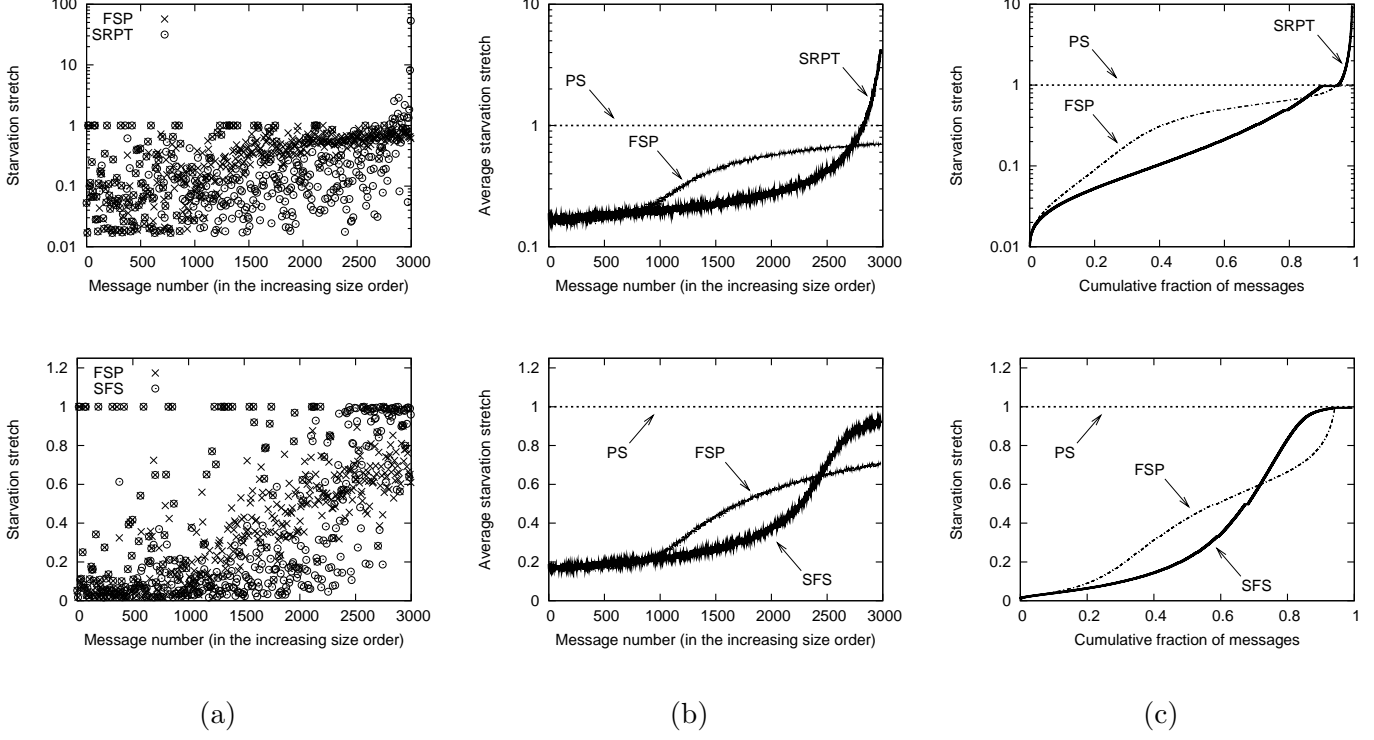 FSP
SRPT
100
10
1
0.1
0.01
Starvation stretch
0 500 1000 1500 2000 2500 3000
Message number (in the increasing size order)
10
1
0.1
Average starvation stretch
PS
FSP
SRPT
0 500 1000 1500 2000 2500 3000
Message number (in the increasing size order)
10
1
0.1
0.01
Starvation stretch
PS
FSP
SRPT
0 0.2 0.4 0.6 0.8 1
Cumulative fraction of messages
FSP
SFS
1.2
1
0.8
0.6
0.4
0.2
0
Starvation stretch
0 500 1000 1500 2000 2500 3000
Message number (in the increasing size order)
1.2
1
0.8
0.6
0.4
0.2
0
Average starvation stretch
PS
FSP
SFS
0 500 1000 1500 2000 2500 3000
Message number (in the increasing size order)
1.2
1
0.8
0.6
0.4
0.2
0
Starvation stretch
PS
FSP
SFS
0 0.2 0.4 0.6 0.8 1
Cumulative fraction of messages
(a) (b) (c)